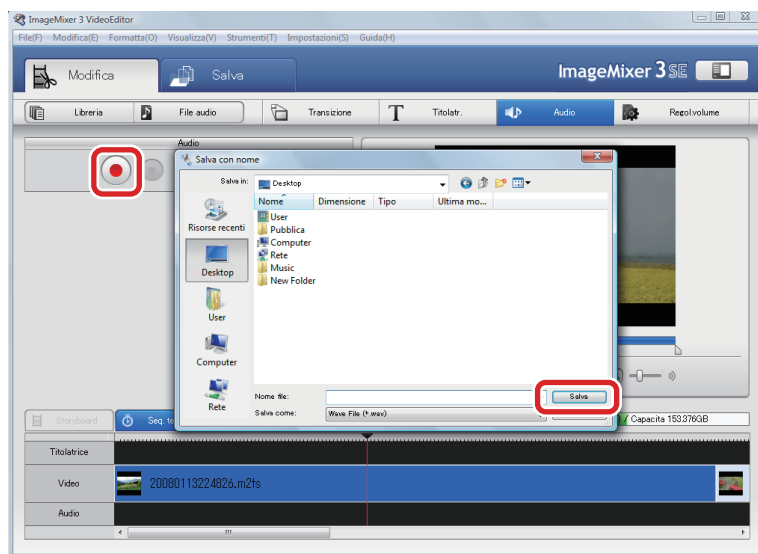 ImageMixer 3 VideoEditor
File(F) Modifica(E) Formatta(O) Visualizza(V) Strumenti(T) Impostazioni(S) Guida(H)
Modifica Salva ImageMixer 3 SE
Libreria File audio Transizione T Titolatr. Audio Regol.volume
Audio
Salva con nome
Salva in: Desktop
Nome Dimensione Tipo Ultima mo...
User
Pubblica
Computer
Rete
Music
New Folder
Risorse recenti
Desktop
User
Computer
Rete
Nome file: Salva
Salva come: Wave File (*.wav)
Storyboard Seq. te Capacita 153.376GB
Titolatrice
Video 20080113224826.m2ts
Audio